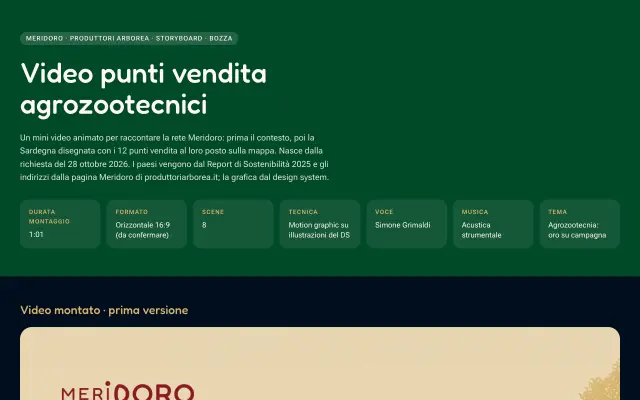 MERIDORO · PRODUTTORI ARBOREA · STORYBOARD · BOZZA
Video punti vendita
agrozootecnici
Un mini video animato per raccontare la rete Meridoro: prima il contesto, poi la
Sardegna disegnata con i 12 punti vendita al loro posto sulla mappa. Nasce dalla
richiesta del 28 ottobre 2026. I paesi vengono dal Report di Sostenibilità 2025 e gli
indirizzi dalla pagina Meridoro di produttoriarborea.it; la grafica dal design system.
DURATA
MONTAGGIO
1:01
FORMATO
Orizzontale 16:9
(da confermare)
SCENE
8
TECNICA
Motion graphic su
illustrazioni del DS
VOCE
Simone Grimaldi
MUSICA
Acustica
strumentale
TEMA
Agrozootecnia:
oro su campagna
Video montato · prima versione
MERIDORO